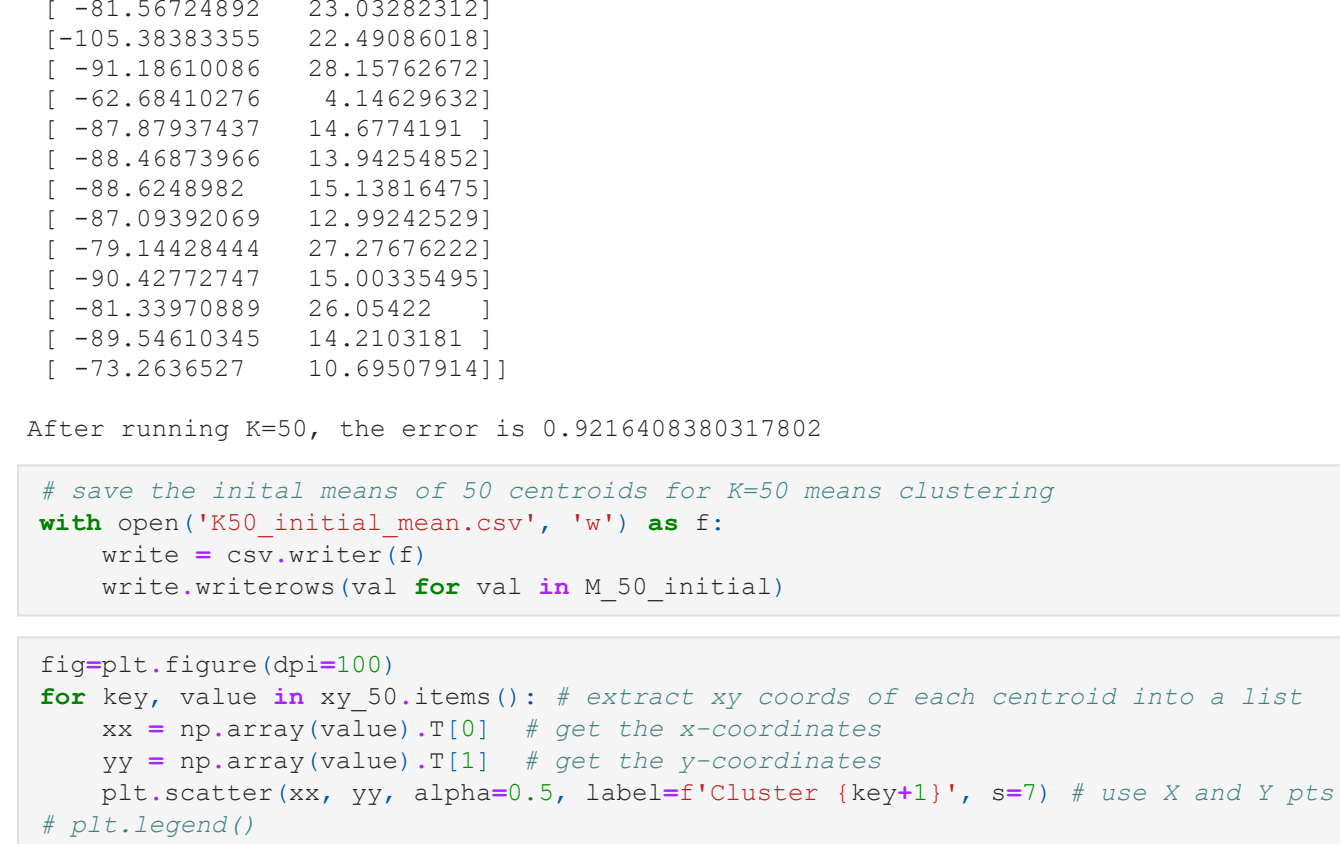 [ -81.56724892   23.03282312]
[-105.38383355   22.49086018]
[ -91.18610086   28.15762672]
[ -62.68410276    4.14629632]
[ -87.87937437   14.6774191 ]
[ -88.46873966   13.94254852]
[ -88.6248982    15.13816475]
[ -87.09392069   12.99242529]
[ -79.14428444   27.27676222]
[ -90.42772747   15.00335495]
[ -81.33970889   26.05422   ]
[ -89.54610345   14.2103181 ]
[ -73.2636527    10.69507914]]
After running K=50, the error is 0.9216408380317802
# save the inital means of 50 centroids for K=50 means clustering
with open('K50_initial_mean.csv', 'w') as f:
    write = csv.writer(f)
    write.writerows(val for val in M_50_initial)
fig=plt.figure(dpi=100)
for key, value in xy_50.items(): # extract xy coords of each centroid into a list
    xx = np.array(value).T[0]  # get the x-coordinates
    yy = np.array(value).T[1]  # get the y-coordinates
    plt.scatter(xx, yy, alpha=0.5, label=f'Cluster {key+1}', s=7) # use X and Y pts
# plt.legend()